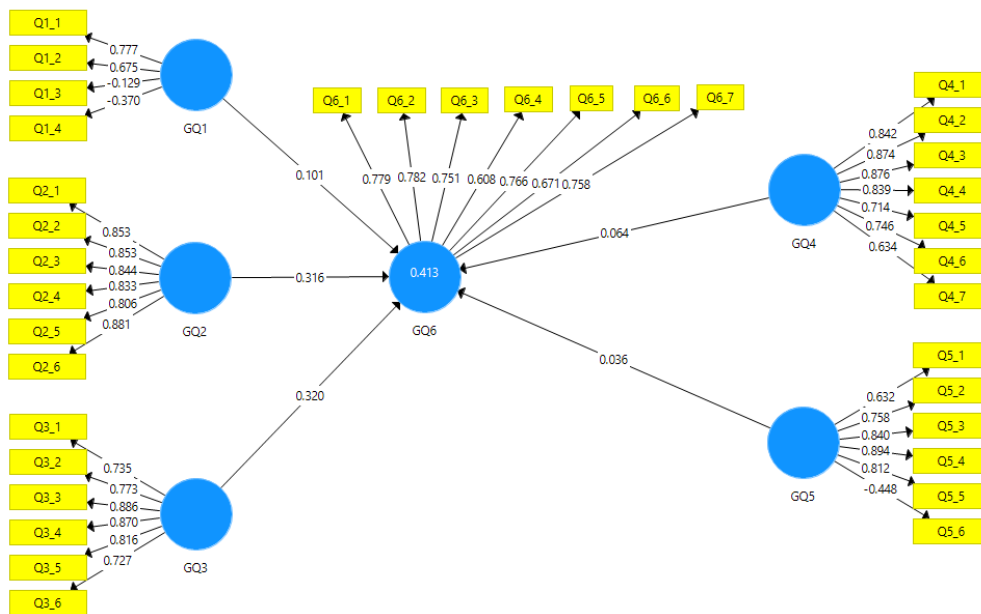 Q1_1
Q1_2
Q1_3
Q1_4
0.777
0.675
-0.129
-0.370
GQ1
0.101
Q2_1
Q2_2
Q2_3
Q2_4
Q2_5
Q2_6
0.853
0.853
0.844
0.833
0.806
0.881
GQ2
0.316
Q3_1
Q3_2
Q3_3
Q3_4
Q3_5
Q3_6
0.735
0.773
0.886
0.870
0.816
0.727
GQ3
0.320
Q6_1 Q6_2 Q6_3 Q6_4 Q6_5 Q6_6 Q6_7
0.779 0.782 0.751 0.608 0.766 0.671 0.758
0.413
GQ6
0.064
0.036
Q4_1
Q4_2
Q4_3
Q4_4
Q4_5
Q4_6
Q4_7
0.842
0.874
0.876
0.839
0.714
0.746
0.634
GQ4
Q5_1
Q5_2
Q5_3
Q5_4
Q5_5
Q5_6
0.632
0.758
0.840
0.894
0.812
-0.448
GQ5